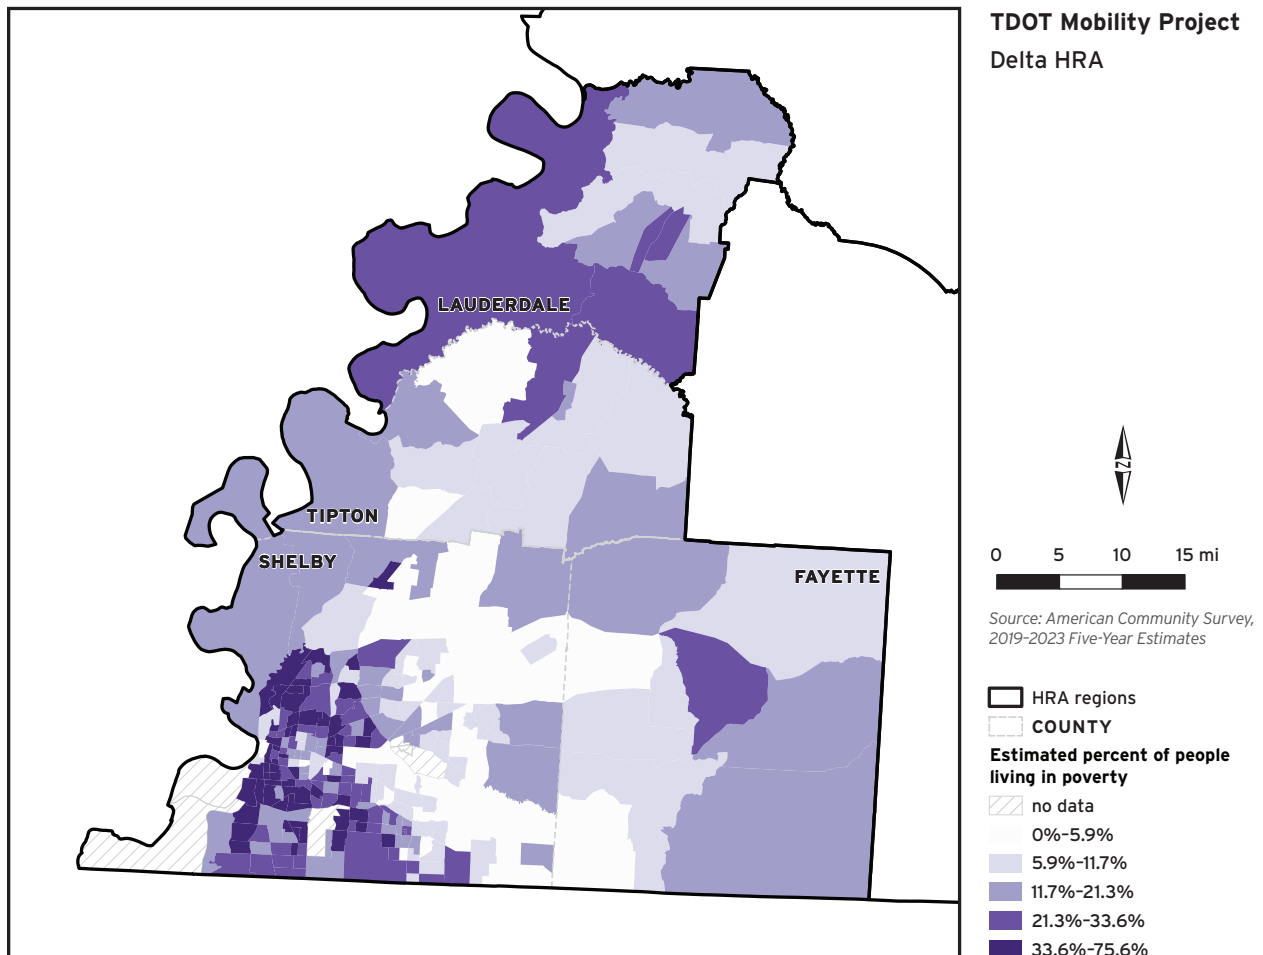 TDOT Mobility Project
Delta HRA
LAUDERDALE
TIPTON
SHELBY
FAYETTE
N
0 5 10 15 mi
Source: American Community Survey,
2019–2023 Five-Year Estimates
HRA regions
COUNTY
Estimated percent of people
living in poverty
no data
0%–5.9%
5.9%–11.7%
11.7%–21.3%
21.3%–33.6%
33.6%–75.6%